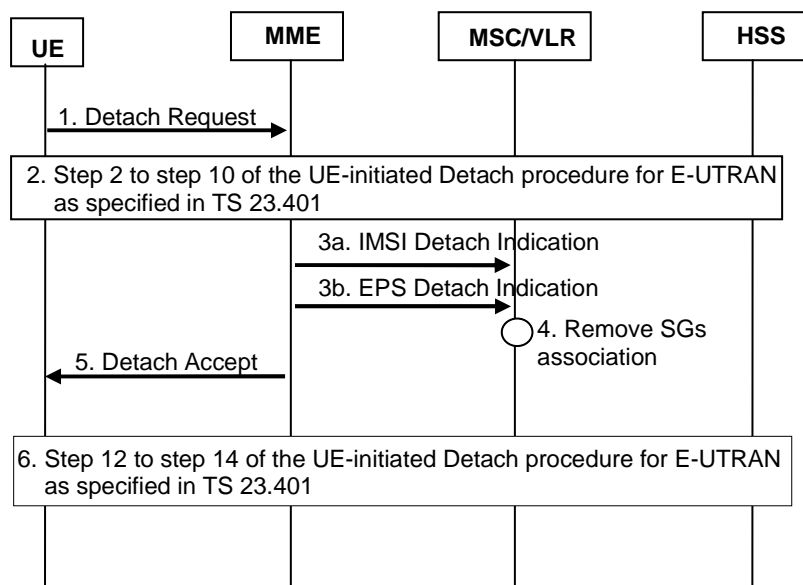 UE
MME
MSC/VLR
HSS
1. Detach Request
2. Step 2 to step 10 of the UE-initiated Detach procedure for E-UTRAN
as specified in TS 23.401
3a. IMSI Detach Indication
3b. EPS Detach Indication
4. Remove SGs
association
5. Detach Accept
6. Step 12 to step 14 of the UE-initiated Detach procedure for E-UTRAN
as specified in TS 23.401